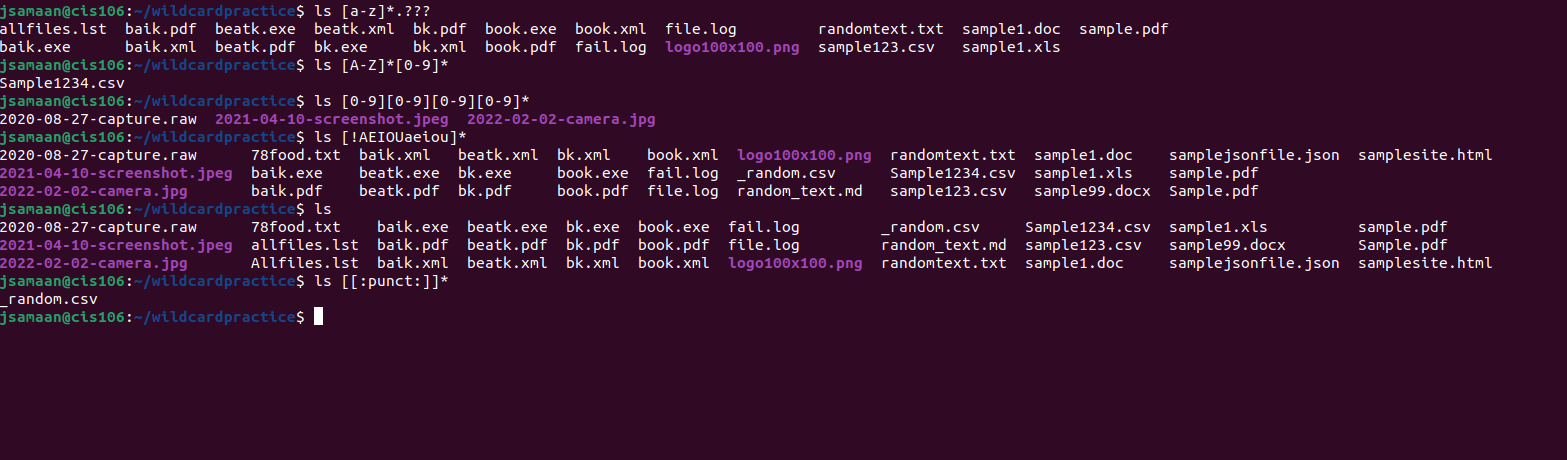 jsamaan@cis106:~/wildcardpractice$ ls [a-z]*.???
allfiles.lst  baik.pdf  beatk.exe  beatk.xml  bk.pdf  book.exe  book.xml  file.log          randomtext.txt  sample1.doc  sample.pdf
baik.exe      baik.xml  beatk.pdf  bk.exe     bk.xml  book.pdf  fail.log  logo100x100.png  sample123.csv   sample1.xls
jsamaan@cis106:~/wildcardpractice$ ls [A-Z]*[0-9]*
Sample1234.csv
jsamaan@cis106:~/wildcardpractice$ ls [0-9][0-9][0-9][0-9]*
2020-08-27-capture.raw  2021-04-10-screenshot.jpeg  2022-02-02-camera.jpg
jsamaan@cis106:~/wildcardpractice$ ls [!AEIOUaeiou]*
2020-08-27-capture.raw      78food.txt  baik.xml   beatk.xml  bk.xml    book.xml  logo100x100.png  randomtext.txt  sample1.doc    samplejsonfile.json  samplesite.html
2021-04-10-screenshot.jpeg  baik.exe    beatk.exe  bk.exe     book.exe  fail.log  _random.csv      Sample1234.csv  sample1.xls    sample.pdf
2022-02-02-camera.jpg       baik.pdf    beatk.pdf  bk.pdf     book.pdf  file.log  random_text.md   sample123.csv   sample99.docx  Sample.pdf
jsamaan@cis106:~/wildcardpractice$ ls
2020-08-27-capture.raw      78food.txt    baik.exe  beatk.exe  bk.exe  book.exe  fail.log         _random.csv     Sample1234.csv  sample1.xls          sample.pdf
2021-04-10-screenshot.jpeg  allfiles.lst  baik.pdf  beatk.pdf  bk.pdf  book.pdf  file.log         random_text.md  sample123.csv   sample99.docx        Sample.pdf
2022-02-02-camera.jpg       Allfiles.lst  baik.xml  beatk.xml  bk.xml  book.xml  logo100x100.png  randomtext.txt  sample1.doc     samplejsonfile.json  samplesite.html
jsamaan@cis106:~/wildcardpractice$ ls [[:punct:]]*
_random.csv
jsamaan@cis106:~/wildcardpractice$